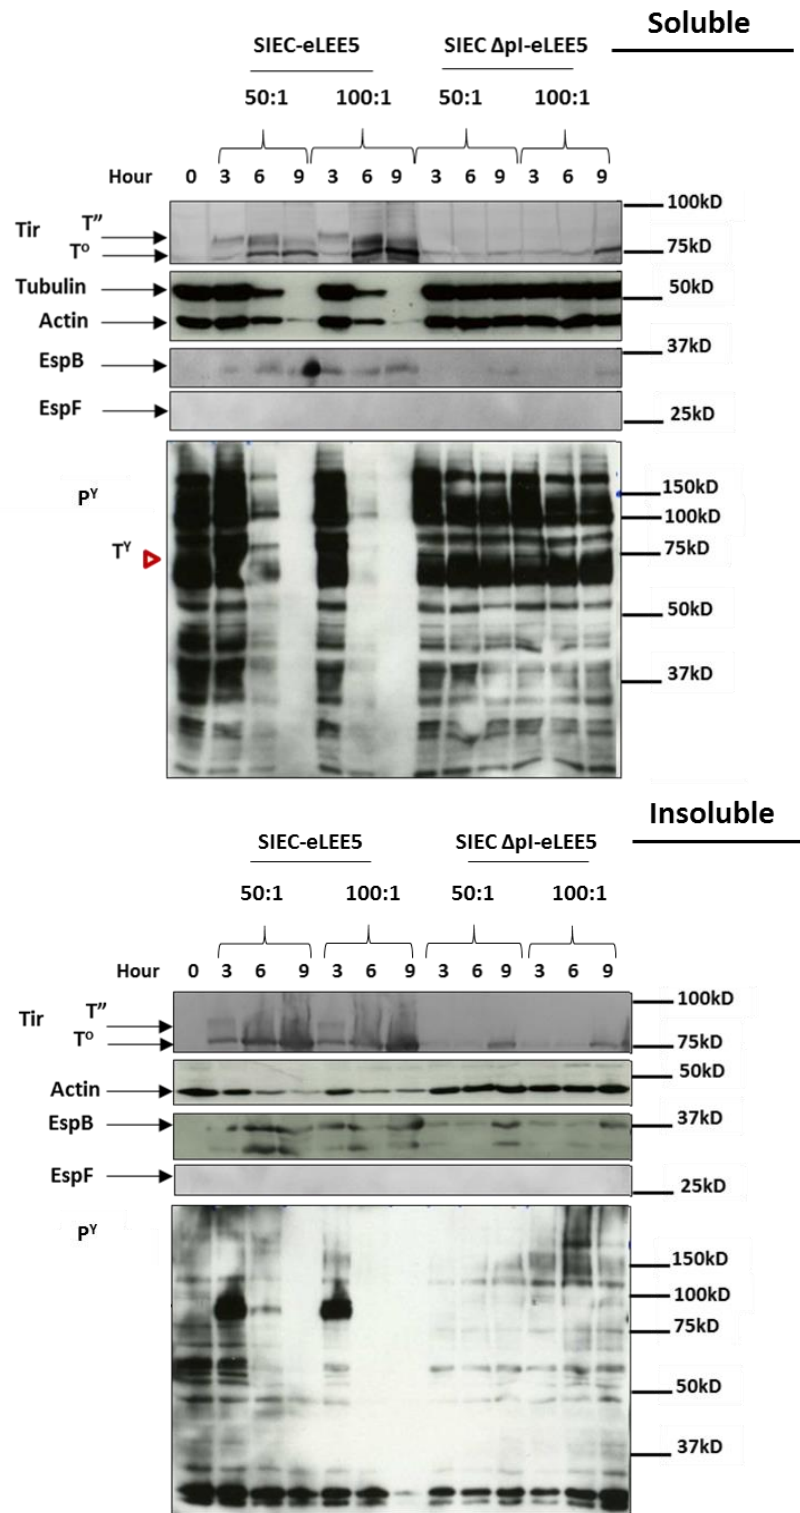 Soluble
SIEC-eLEE5 SIEC ΔpI-eLEE5
50:1 100:1 50:1 100:1
Hour 0 3 6 9 3 6 9 3 6 9 3 6 9
100kD
Tir T”
T⁰ 75kD
Tubulin 50kD
Actin
37kD
EspB
EspF 25kD
Pʸ 150kD
100kD
Tʸ 75kD
50kD
37kD
Insoluble
SIEC-eLEE5 SIEC ΔpI-eLEE5
50:1 100:1 50:1 100:1
Hour 0 3 6 9 3 6 9 3 6 9 3 6 9
100kD
Tir T”
T⁰ 75kD
50kD
Actin
EspB 37kD
EspF 25kD
Pʸ
150kD
100kD
75kD
50kD
37kD